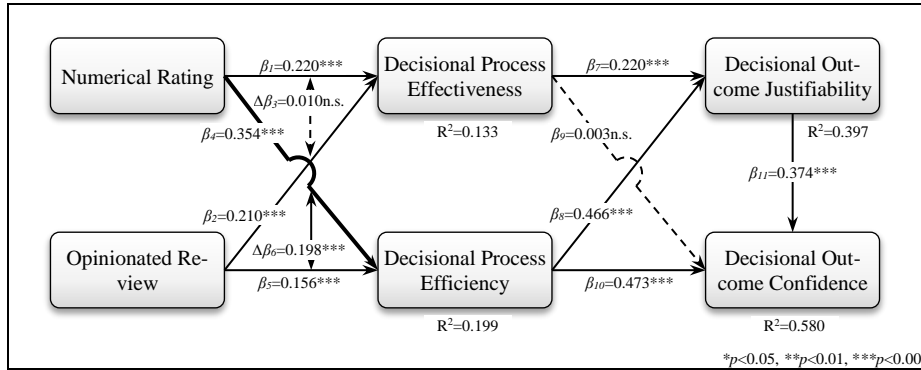 Numerical Rating
β1=0.220***
Decisional Process
Effectiveness
β7=0.220***
Decisional Out-
come Justifiability
Δβ3=0.010n.s.
β4=0.354***
R²=0.133
β9=0.003n.s.
R²=0.397
β11=0.374***
β2=0.210***
β8=0.466***
Opinionated Re-
view
Δβ6=0.198***
β5=0.156***
Decisional Process
Efficiency
β10=0.473***
Decisional Out-
come Confidence
R²=0.199
R²=0.580
*p<0.05, **p<0.01, ***p<0.00